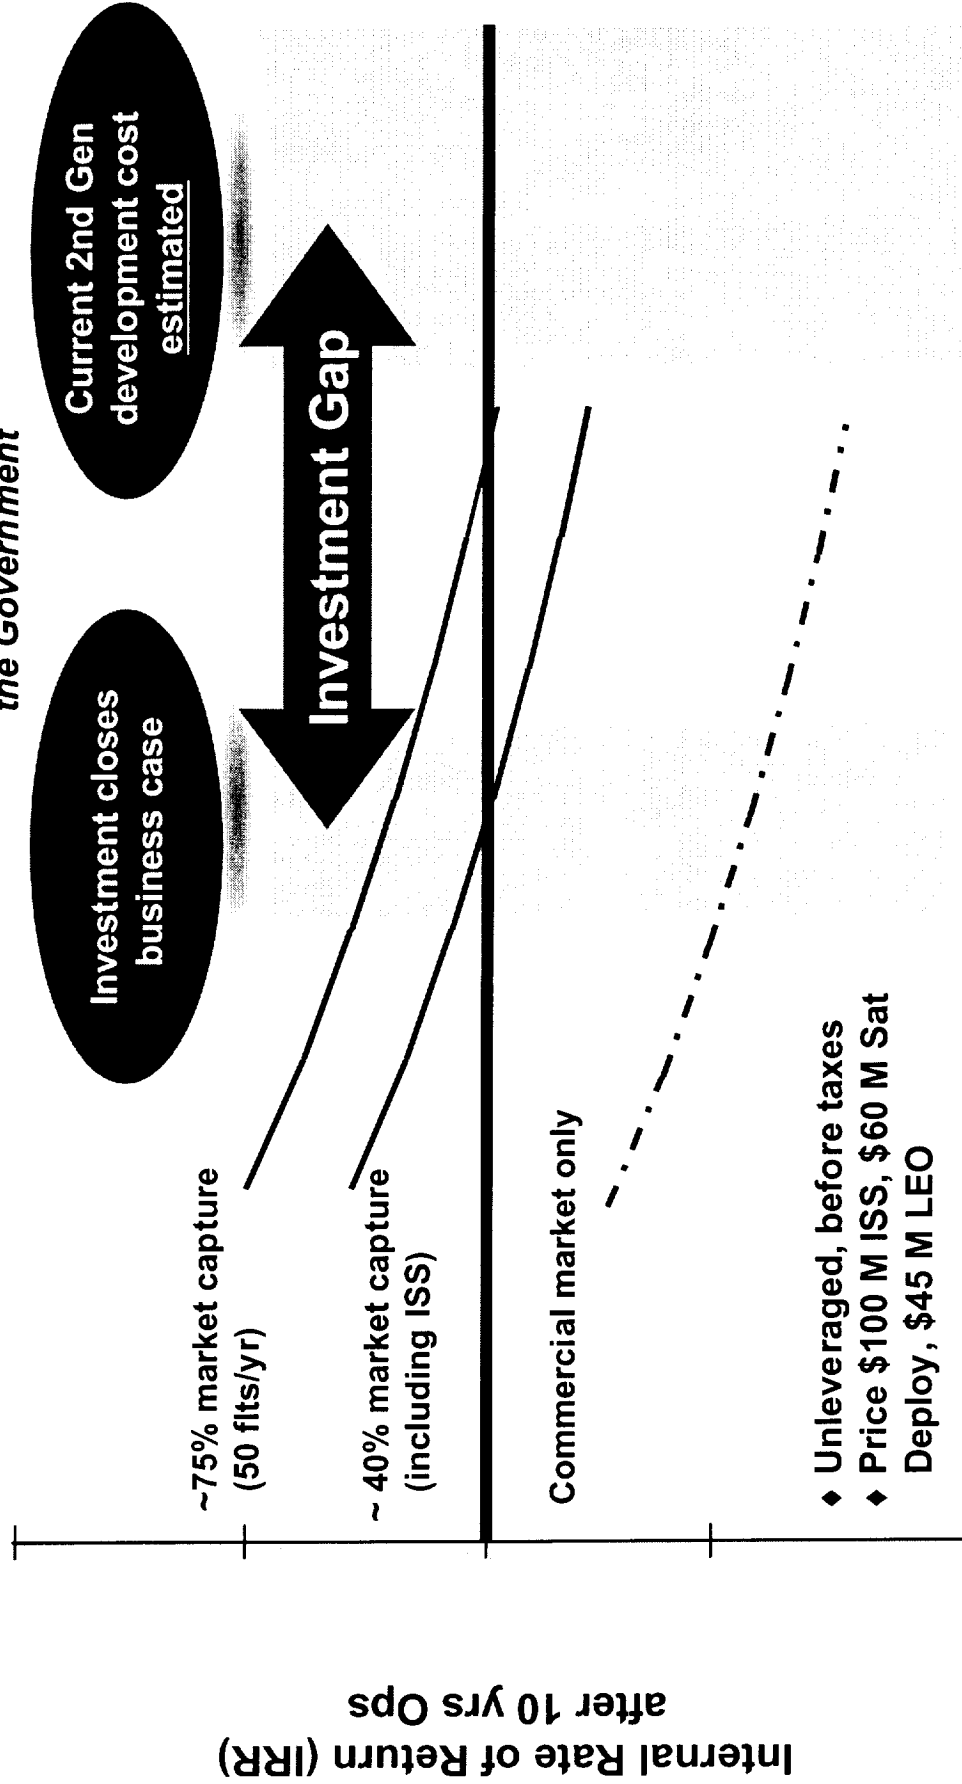 the Government
Investment closes
business case
Current 2nd Gen
development cost
estimated
Investment Gap
~75% market capture
(50 flts/yr)
~ 40% market capture
(including ISS)
Commercial market only
♦ Unleveraged, before taxes
♦ Price $100 M ISS, $60 M Sat
Deploy, $45 M LEO
Internal Rate of Return (IRR)
after 10 yrs Ops